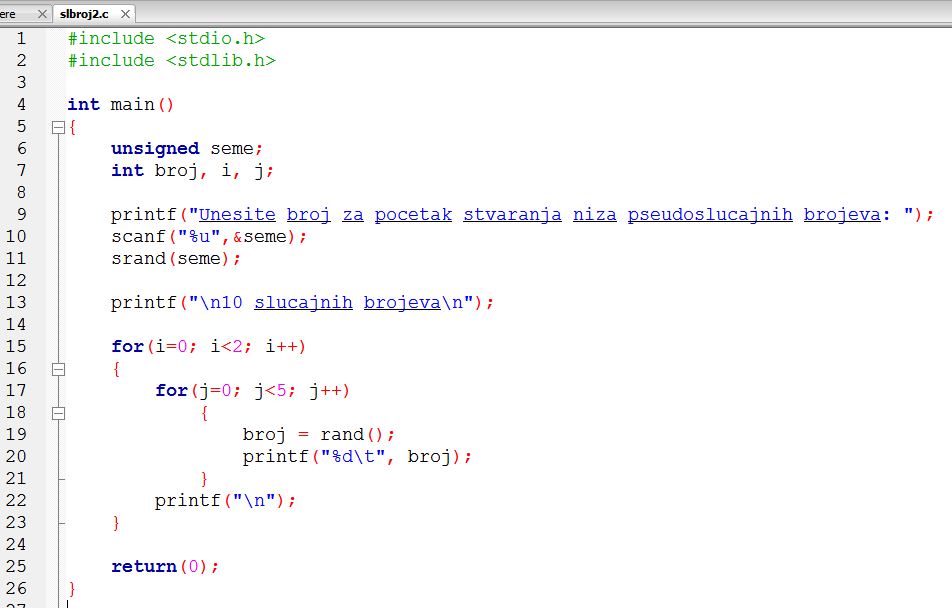 ere
slbroj2.c
1 #include <stdio.h>
2 #include <stdlib.h>
3
4 int main()
5 {
6 unsigned seme;
7 int broj, i, j;
8
9 printf("Unesite broj za pocetak stvaranja niza pseudoslucajnih brojeva: ");
10 scanf("%u",&seme);
11 srand(seme);
12
13 printf("\n10 slucajnih brojeva\n");
14
15 for(i=0; i<2; i++)
16 {
17 for(j=0; j<5; j++)
18 {
19 broj = rand();
20 printf("%d\t", broj);
21 }
22 printf("\n");
23 }
24
25 return(0);
26 }
27